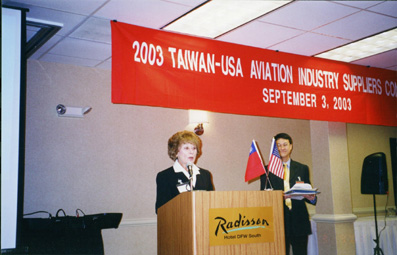 2003 TAIWAN-USA AVIATION INDUSTRY SUPPLIERS CO
SEPTEMBER 3, 2003
Radisson
Hotel DFW South